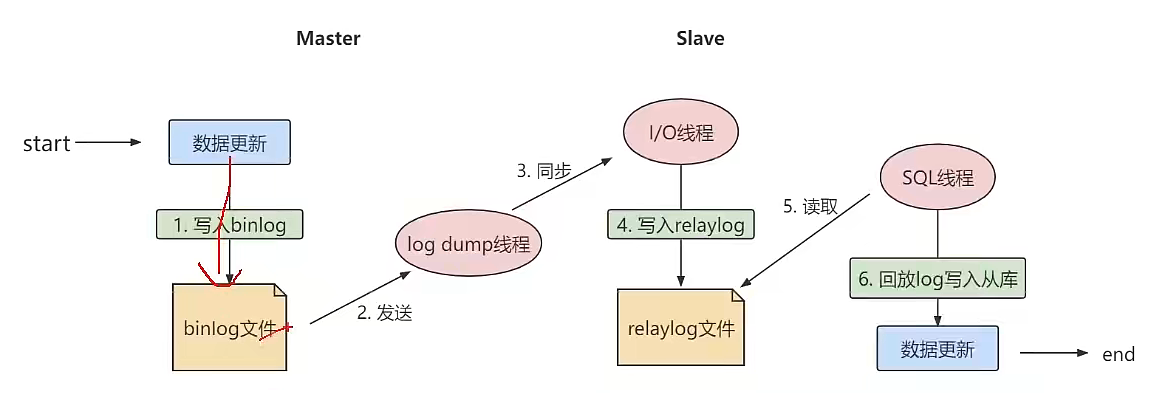 Master
Slave
start
数据更新
1. 写入binlog
binlog文件
2. 发送
log dump线程
3. 同步
I/O线程
4. 写入relaylog
relaylog文件
5. 读取
SQL线程
6. 回放log写入从库
数据更新
end